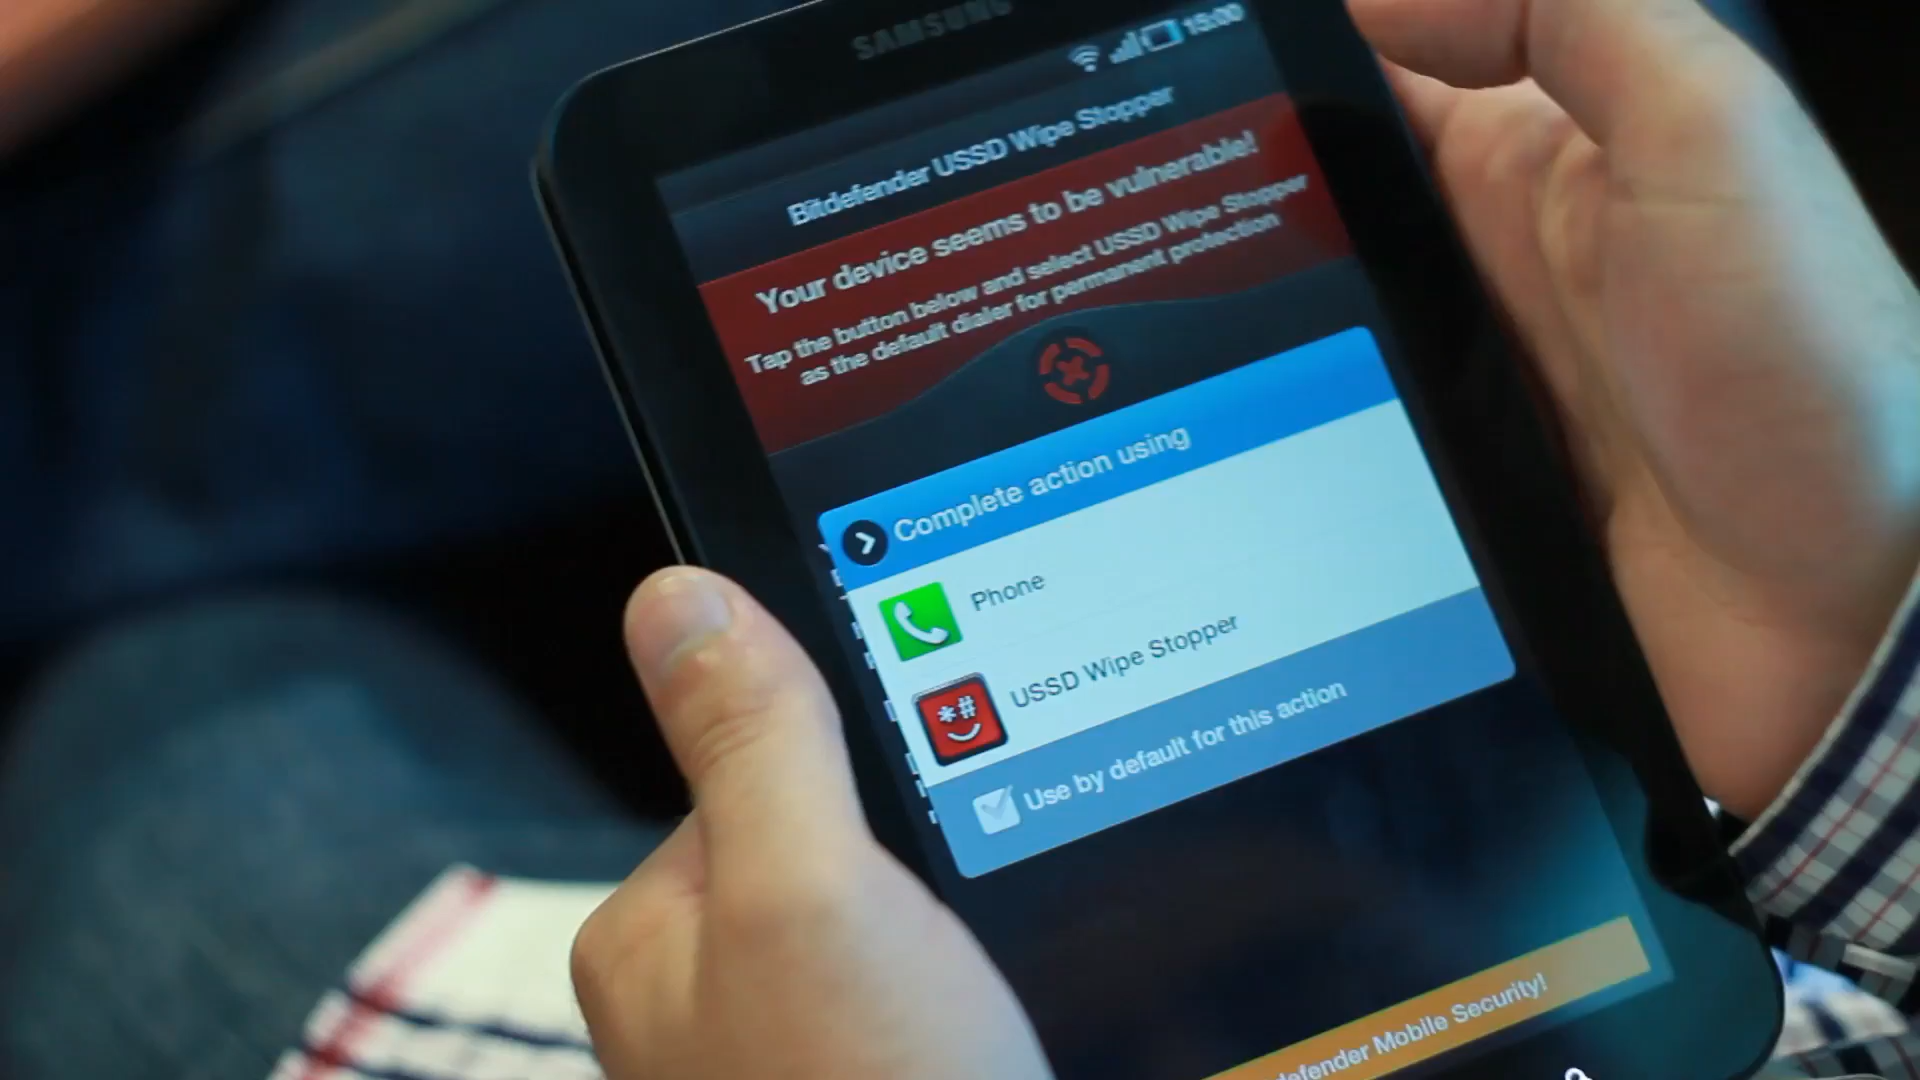 SAMSUNG
15:00
Bitdefender USSD Wipe Stopper
Your device seems to be vulnerable!
Tap the button below and select USSD Wipe Stopper
as the default dialer for permanent protection
Complete action using
Phone
*#
USSD Wipe Stopper
Use by default for this action
defender Mobile Security!